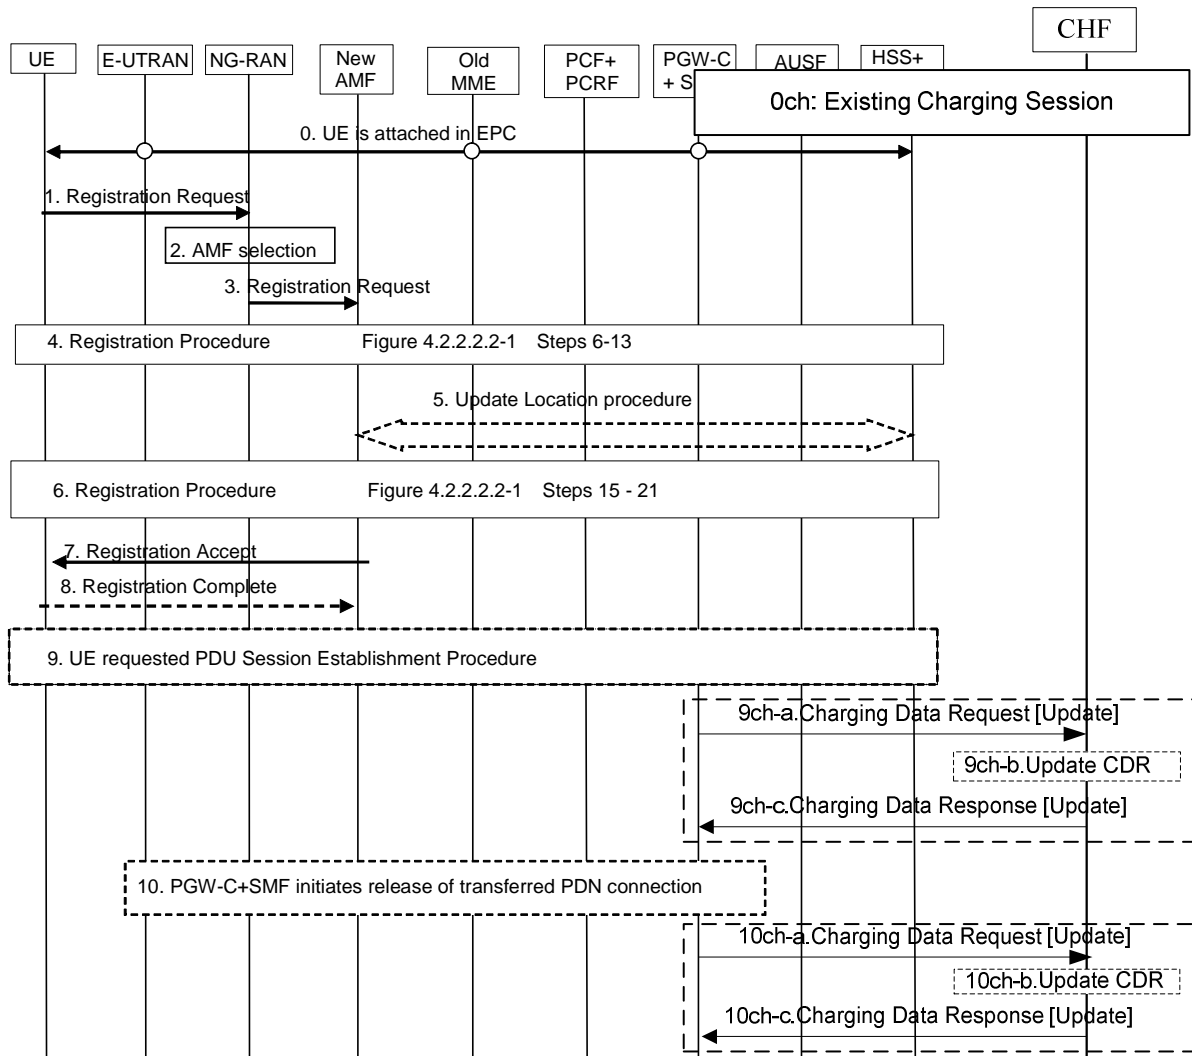 CHF
UE
E-UTRAN
NG-RAN
New
AMF
Old
MME
PCF+
PCRF
PGW-C
+ S
AUSF
HSS+
0ch: Existing Charging Session
0. UE is attached in EPC
1. Registration Request
2. AMF selection
3. Registration Request
4. Registration Procedure Figure 4.2.2.2.2-1 Steps 6-13
5. Update Location procedure
6. Registration Procedure Figure 4.2.2.2.2-1 Steps 15 - 21
7. Registration Accept
8. Registration Complete
9. UE requested PDU Session Establishment Procedure
9ch-a.Charging Data Request [Update]
9ch-b.Update CDR
9ch-c.Charging Data Response [Update]
10. PGW-C+SMF initiates release of transferred PDN connection
10ch-a.Charging Data Request [Update]
10ch-b.Update CDR
10ch-c.Charging Data Response [Update]